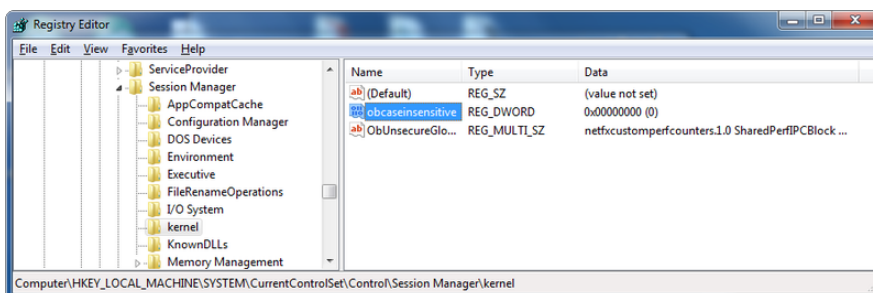 Registry Editor
File Edit View Favorites Help
ServiceProvider
Session Manager
AppCompatCache
Configuration Manager
DOS Devices
Environment
Executive
FileRenameOperations
I/O System
kernel
KnownDLLs
Memory Management
Name Type Data
ab (Default) REG_SZ (value not set)
obcaseinsensitive REG_DWORD 0x00000000 (0)
ab ObUnsecureGlo... REG_MULTI_SZ netfxcustomperfcounters.1.0 SharedPerfIPCBlock ...
Computer\HKEY_LOCAL_MACHINE\SYSTEM\CurrentControlSet\Control\Session Manager\kernel